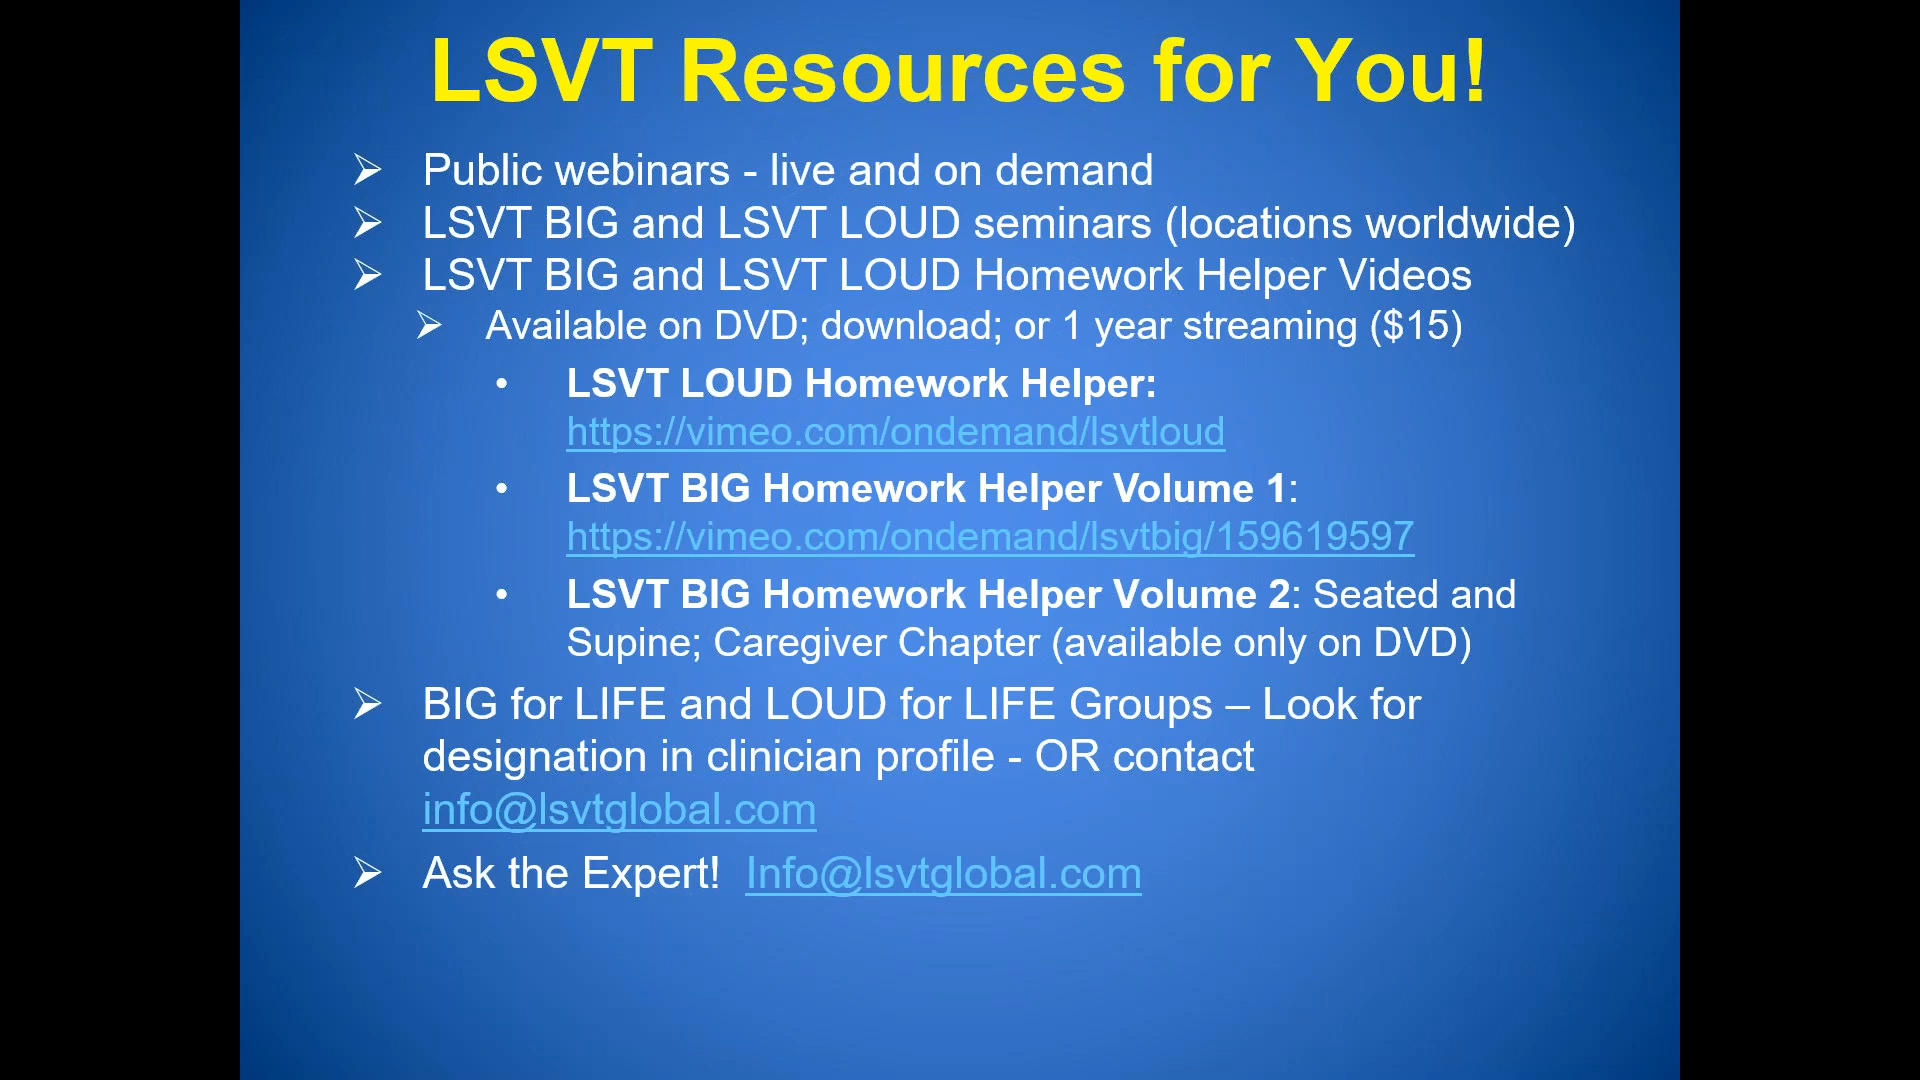 LSVT Resources for You!
➢ Public webinars - live and on demand
➢ LSVT BIG and LSVT LOUD seminars (locations worldwide)
➢ LSVT BIG and LSVT LOUD Homework Helper Videos
➢ Available on DVD; download; or 1 year streaming ($15)
• LSVT LOUD Homework Helper:
https://vimeo.com/ondemand/lsvtloud
• LSVT BIG Homework Helper Volume 1:
https://vimeo.com/ondemand/lsvtbig/159619597
• LSVT BIG Homework Helper Volume 2: Seated and
Supine; Caregiver Chapter (available only on DVD)
➢ BIG for LIFE and LOUD for LIFE Groups – Look for
designation in clinician profile - OR contact
info@lsvtglobal.com
➢ Ask the Expert! Info@lsvtglobal.com